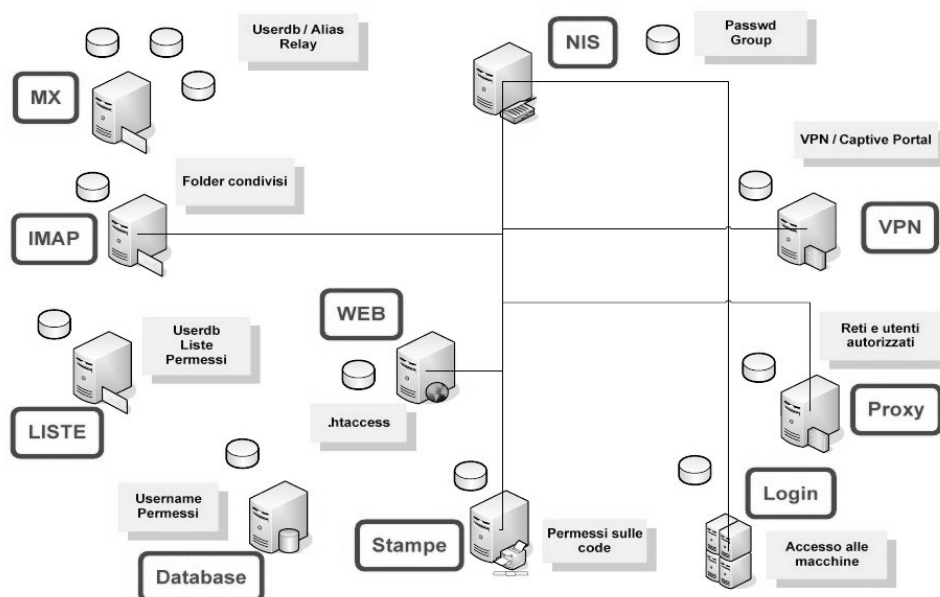 Userdb / Alias
Relay
MX
NIS
Passwd
Group
VPN / Captive Portal
Folder condivisi
IMAP
VPN
WEB
Userdb
Liste
Permessi
Reti e utenti
autorizzati
LISTE
.htaccess
Proxy
Login
Username
Permessi
Database
Stampe
Permessi sulle
code
Accesso alle
macchine